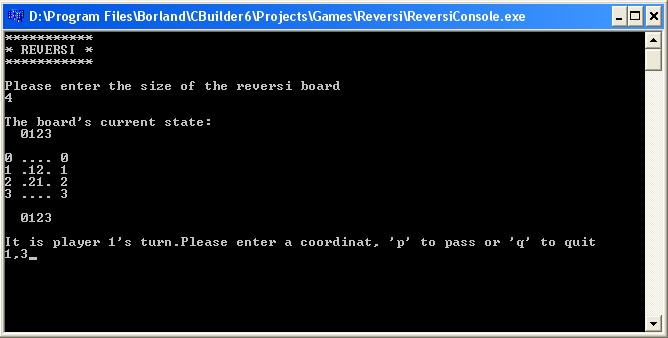 D:\Program Files\Borland\CBuilder6\Projects\Games\Reversi\ReversiConsole.exe
***********
* REVERSI *
***********
Please enter the size of the reversi board
4
The board's current state:
0123
0 .... 0
1 .12. 1
2 .21. 2
3 .... 3
0123
It is player 1's turn.Please enter a coordinat, 'p' to pass or 'q' to quit
1,3_